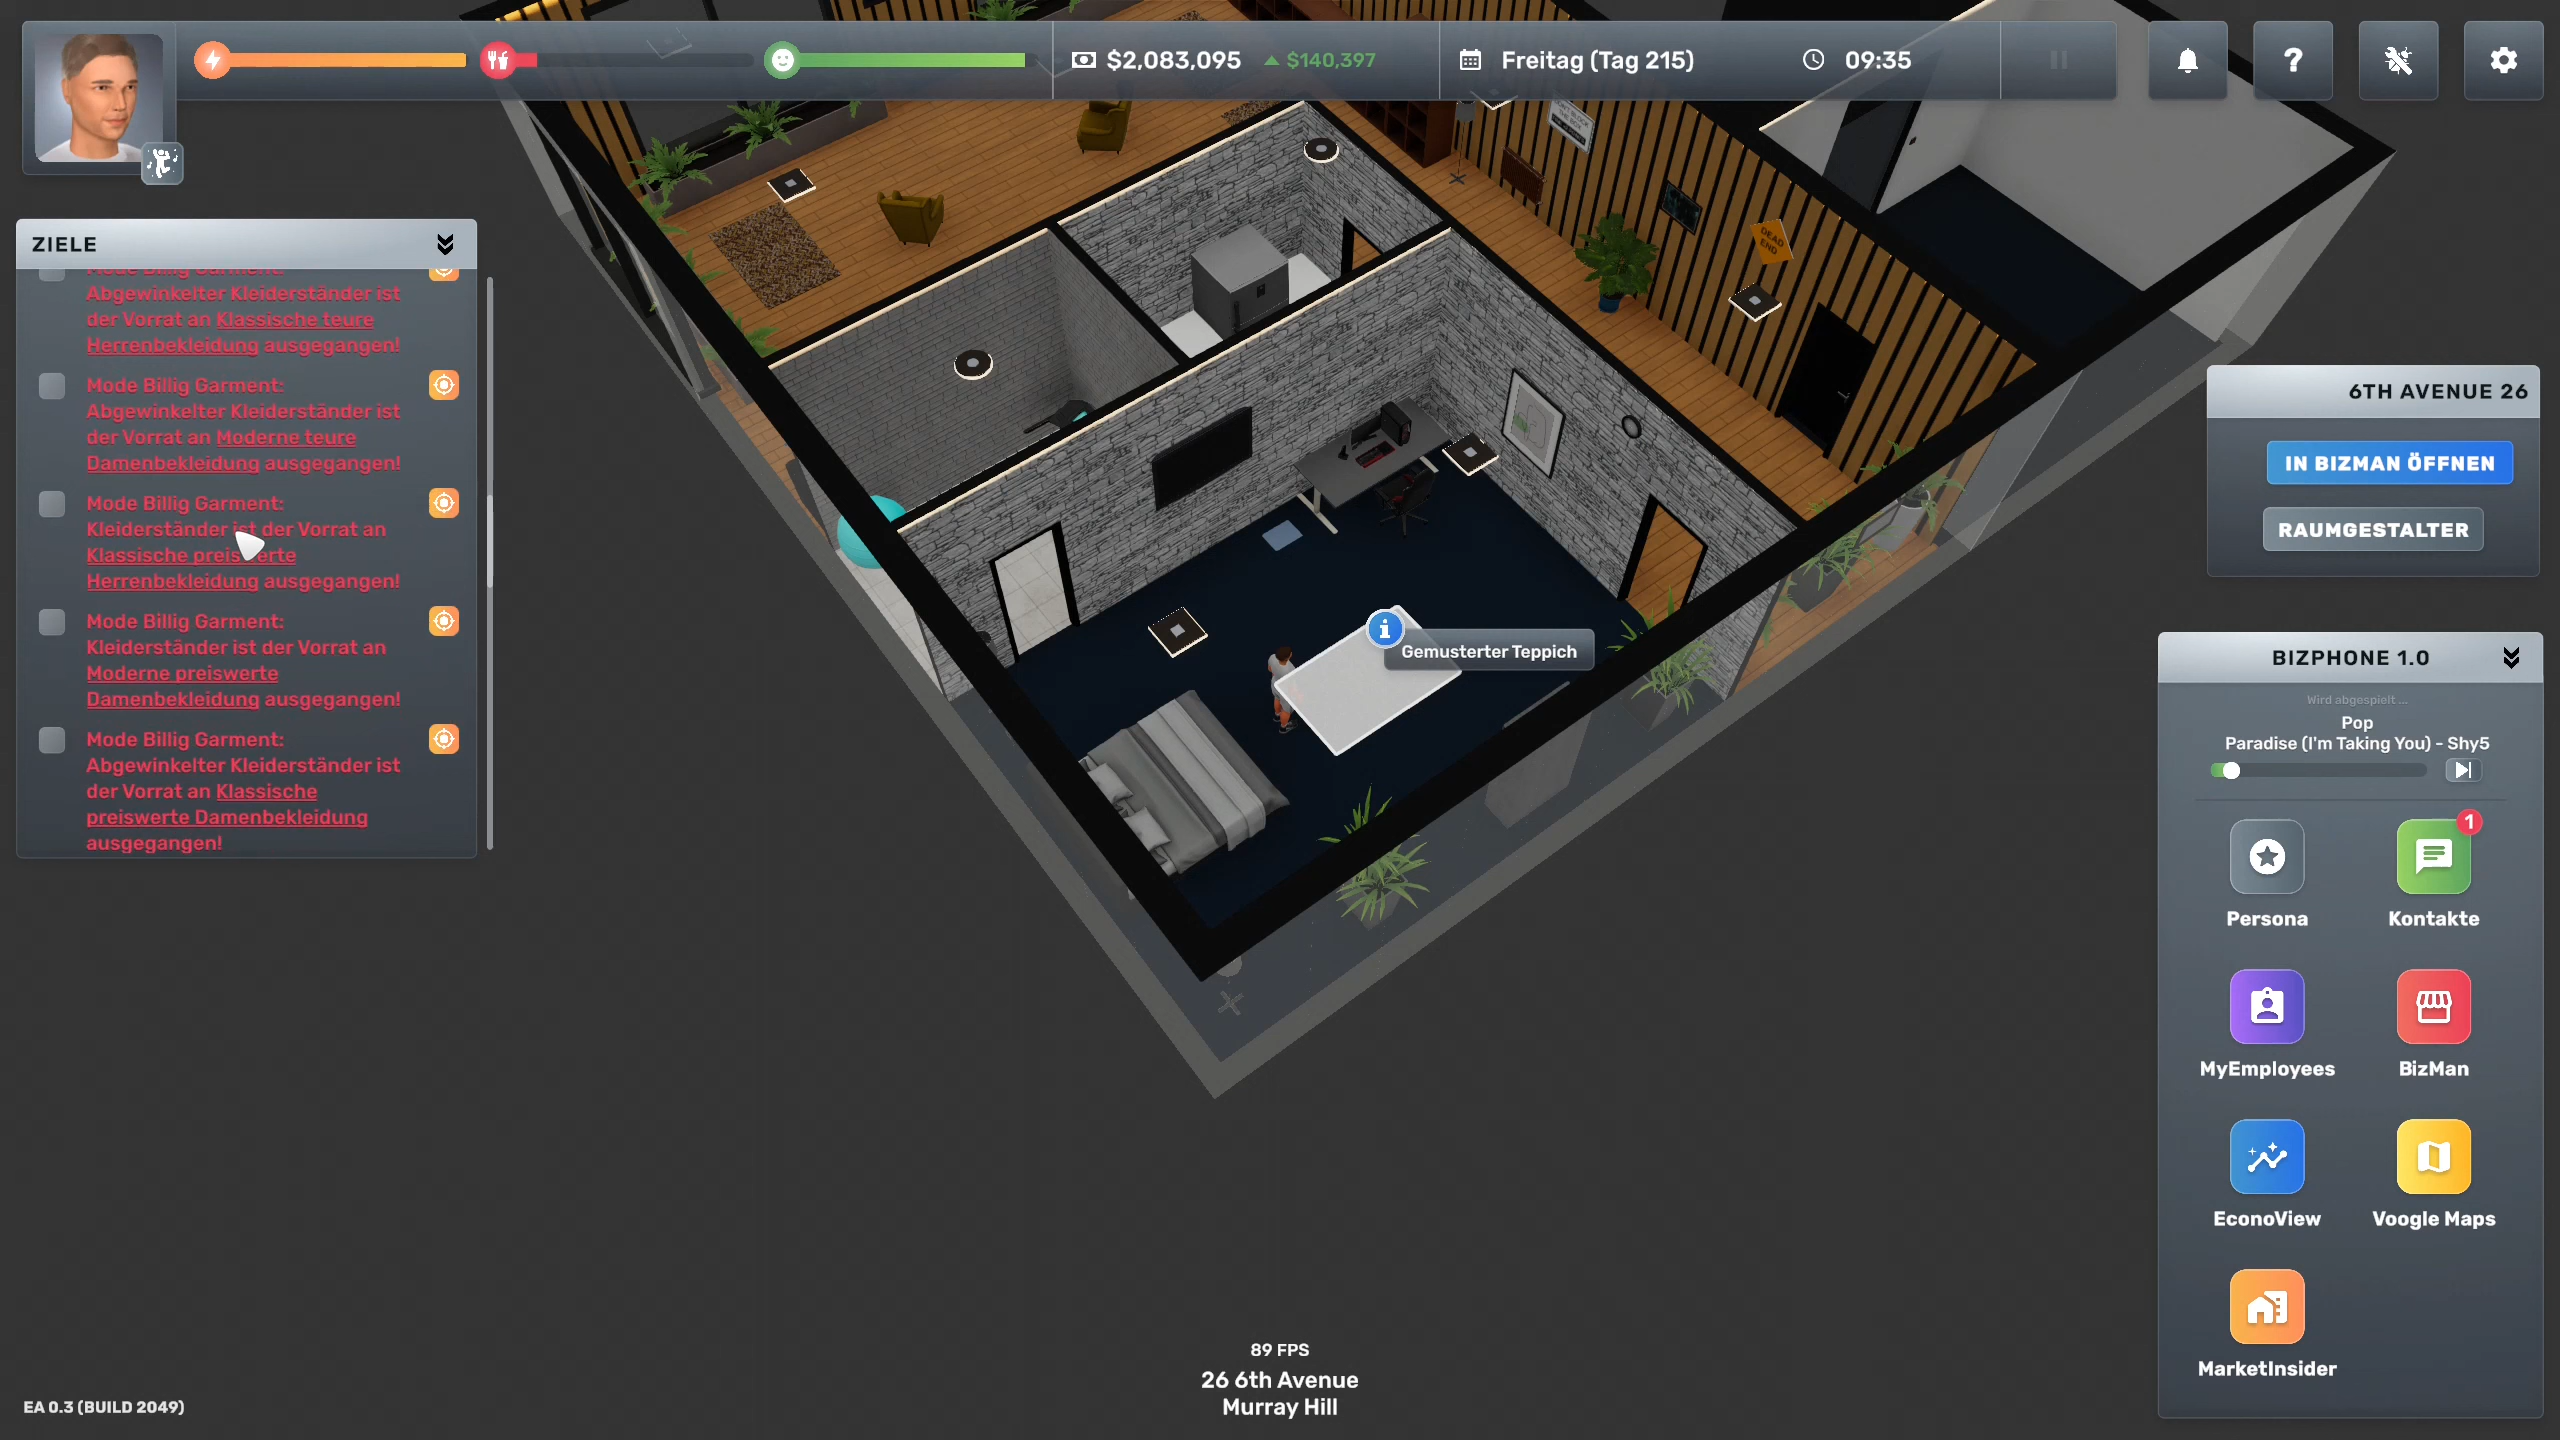 $2,083,095
$140,397
Freitag (Tag 215)
09:35
?
ZIELE
Mode Billig Garment:
Abgewinkelter Kleiderständer ist
der Vorrat an Klassische teure
Herrenbekleidung ausgegangen!
Mode Billig Garment:
Abgewinkelter Kleiderständer ist
der Vorrat an Moderne teure
Damenbekleidung ausgegangen!
Mode Billig Garment:
Kleiderständer ist der Vorrat an
Klassische preiswerte
Herrenbekleidung ausgegangen!
Mode Billig Garment:
Kleiderständer ist der Vorrat an
Moderne preiswerte
Damenbekleidung ausgegangen!
Mode Billig Garment:
Abgewinkelter Kleiderständer ist
der Vorrat an Klassische
preiswerte Damenbekleidung
ausgegangen!
DEAD
END
Gemusterter Teppich
6TH AVENUE 26
IN BIZMAN ÖFFNEN
RAUMGESTALTER
BIZPHONE 1.0
Wird abgespielt ...
Pop
Paradise (I'm Taking You) - Shy5
1
Persona
Kontakte
MyEmployees
BizMan
EconoView
Voogle Maps
MarketInsider
89 FPS
26 6th Avenue
Murray Hill
EA 0.3 (BUILD 2049)